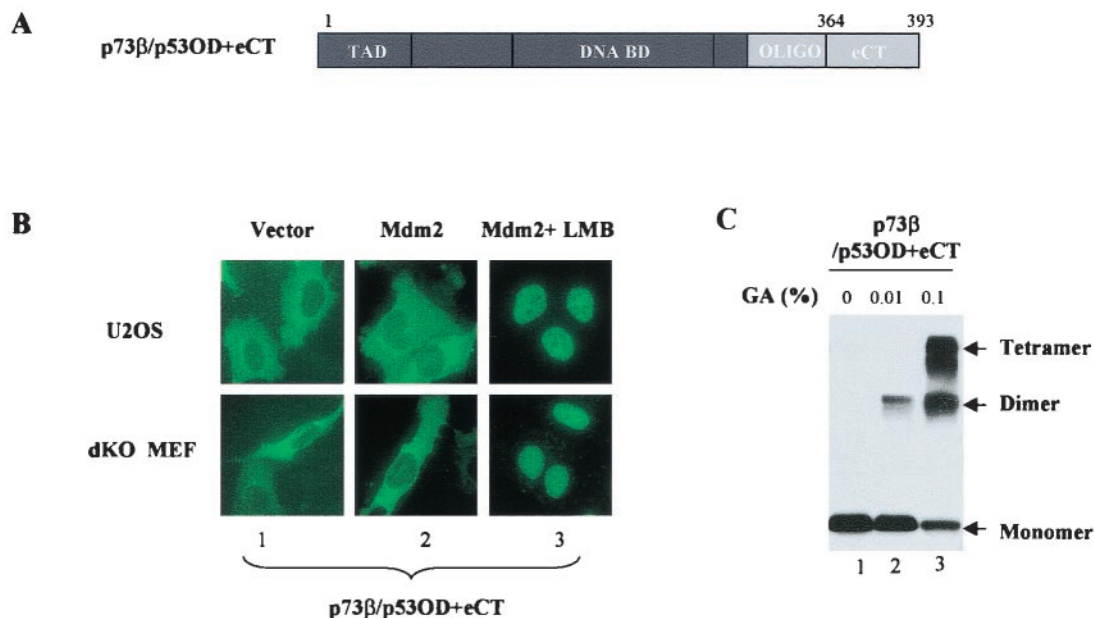 A
1 364 393
p73β/p53OD+eCT
TAD DNA BD OLIGO eCT
B
Vector Mdm2 Mdm2+ LMB
U2OS
dKO MEF
1 2 3
p73β/p53OD+eCT
C
p73β
/p53OD+eCT
GA (%) 0 0.01 0.1
Tetramer
Dimer
Monomer
1 2 3